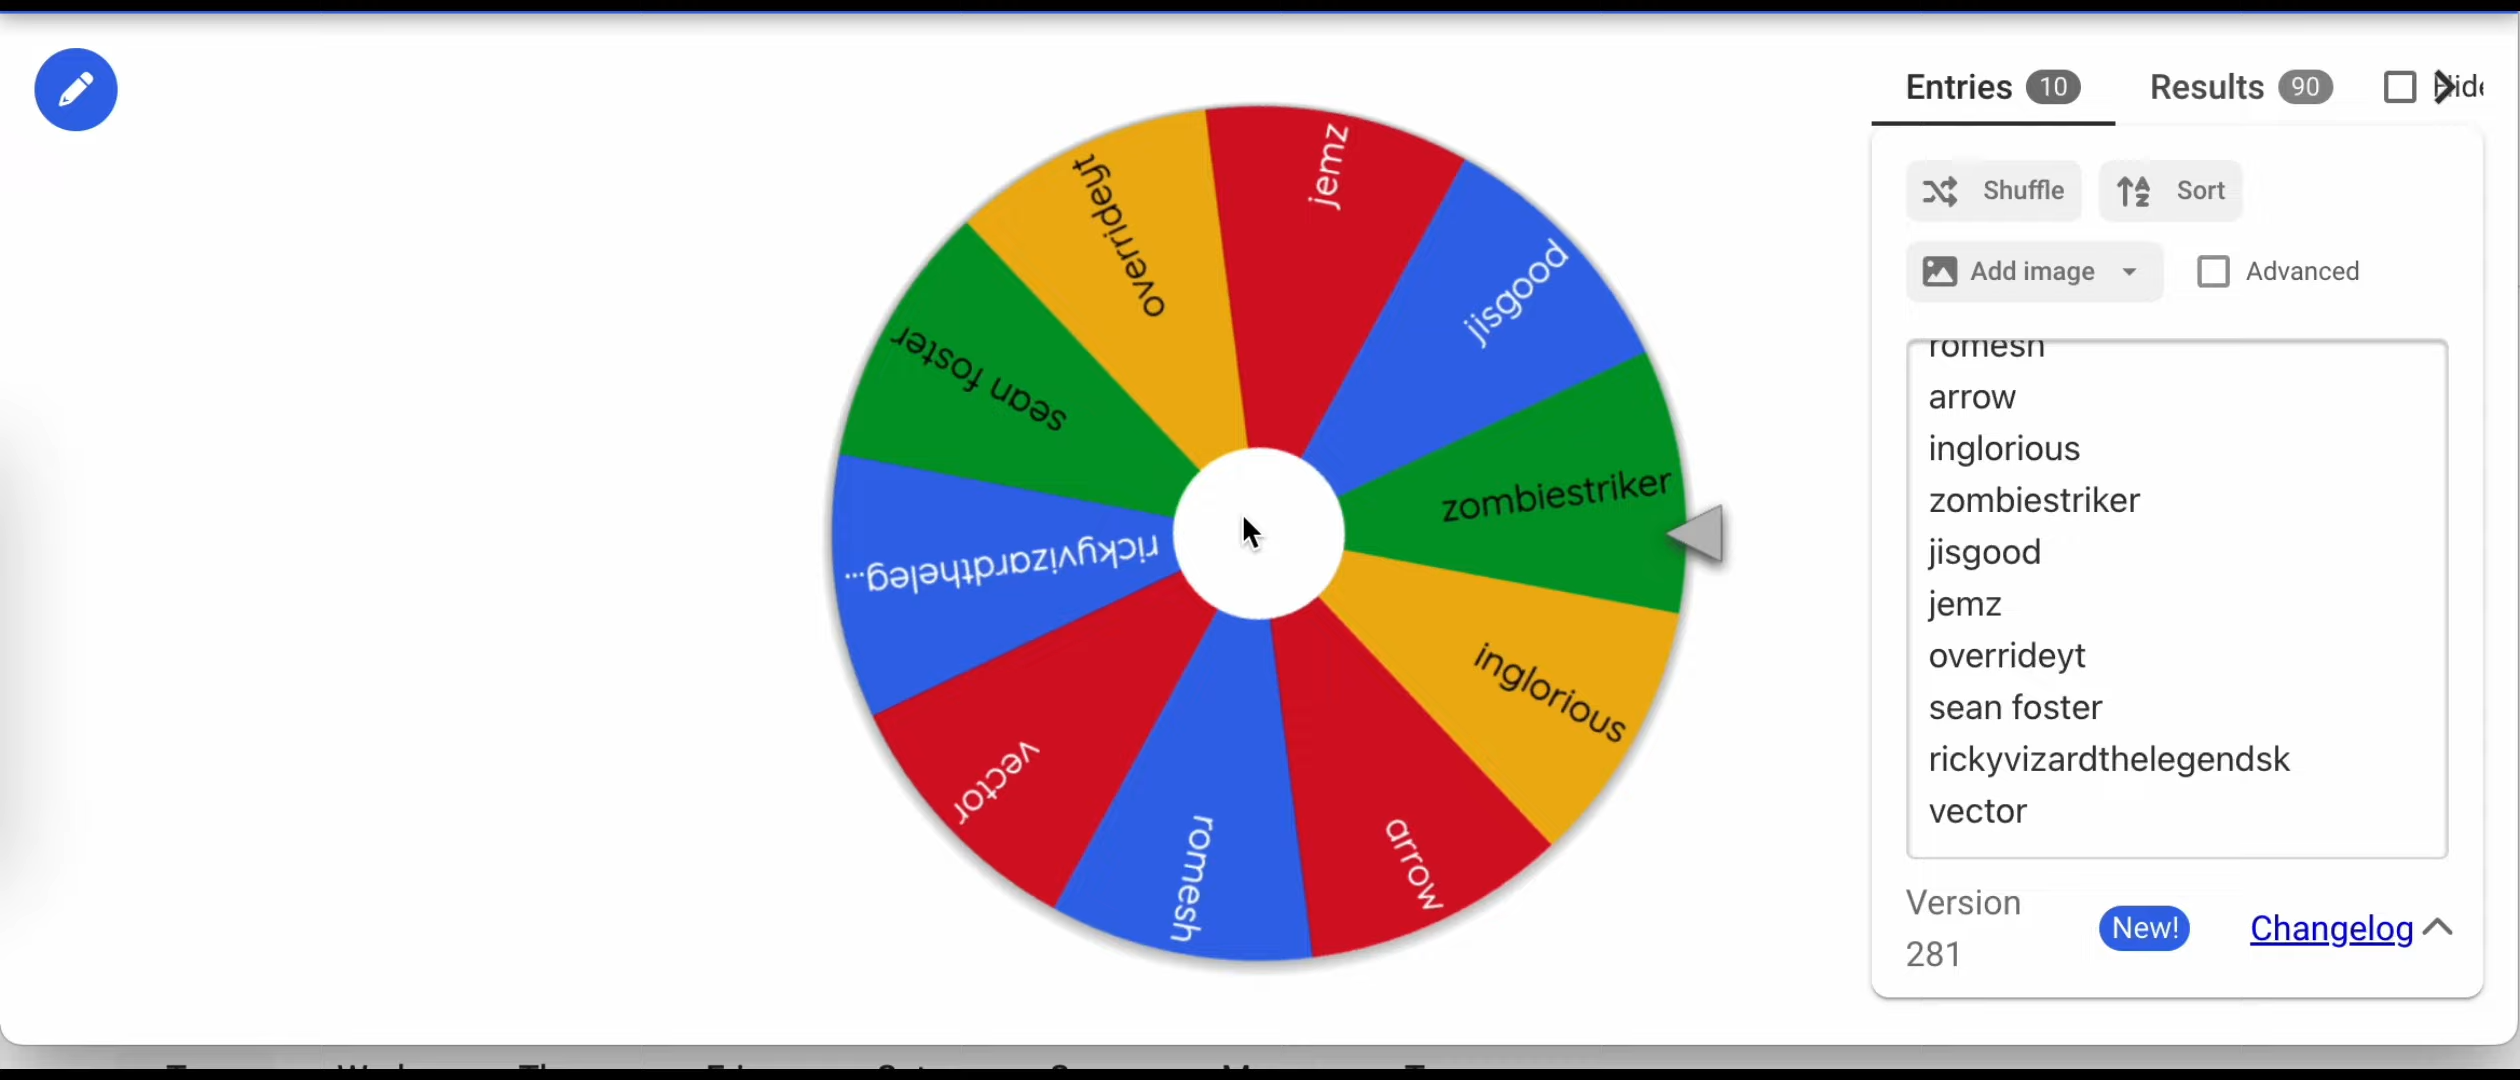 Entries 10 Results 90
Shuffle Sort
Add image Advanced
romesh
arrow
inglorious
zombiestriker
jisgood
jemz
overrideyt
sean foster
rickyvizardthelegendsk
vector
Version
281
New!
Changelog
jemz
jisgood
zombiestriker
inglorious
arrow
romesh
vector
rickyvizardtheleg...
sean foster
overrideyt